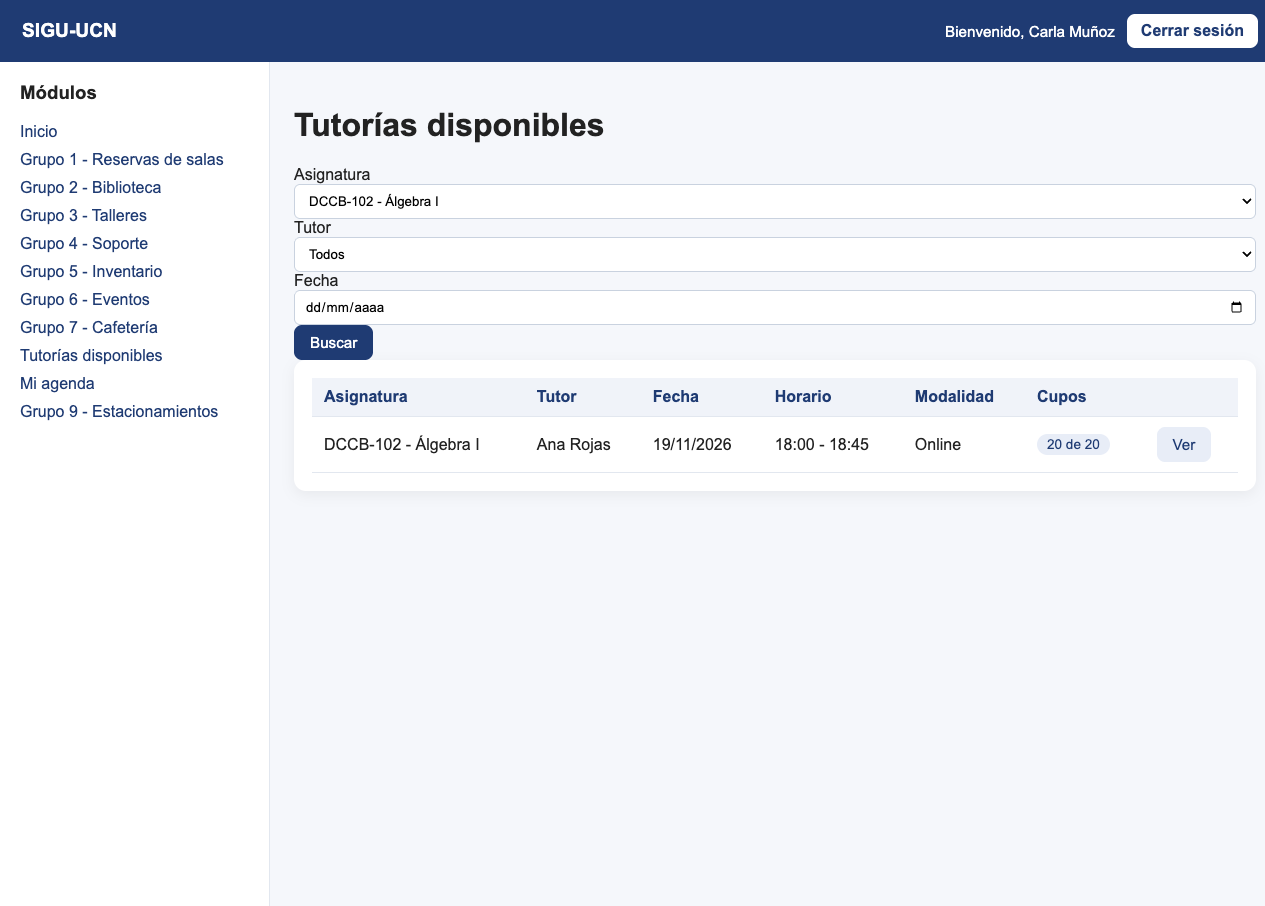 SIGU-UCN
Bienvenido, Carla Muñoz
Cerrar sesión
Módulos
Inicio
Grupo 1 - Reservas de salas
Grupo 2 - Biblioteca
Grupo 3 - Talleres
Grupo 4 - Soporte
Grupo 5 - Inventario
Grupo 6 - Eventos
Grupo 7 - Cafetería
Tutorías disponibles
Mi agenda
Grupo 9 - Estacionamientos
Tutorías disponibles
Asignatura
DCCB-102 - Álgebra I
Tutor
Todos
Fecha
dd/mm/aaaa
Buscar
Asignatura Tutor Fecha Horario Modalidad Cupos
DCCB-102 - Álgebra I Ana Rojas 19/11/2026 18:00 - 18:45 Online 20 de 20 Ver